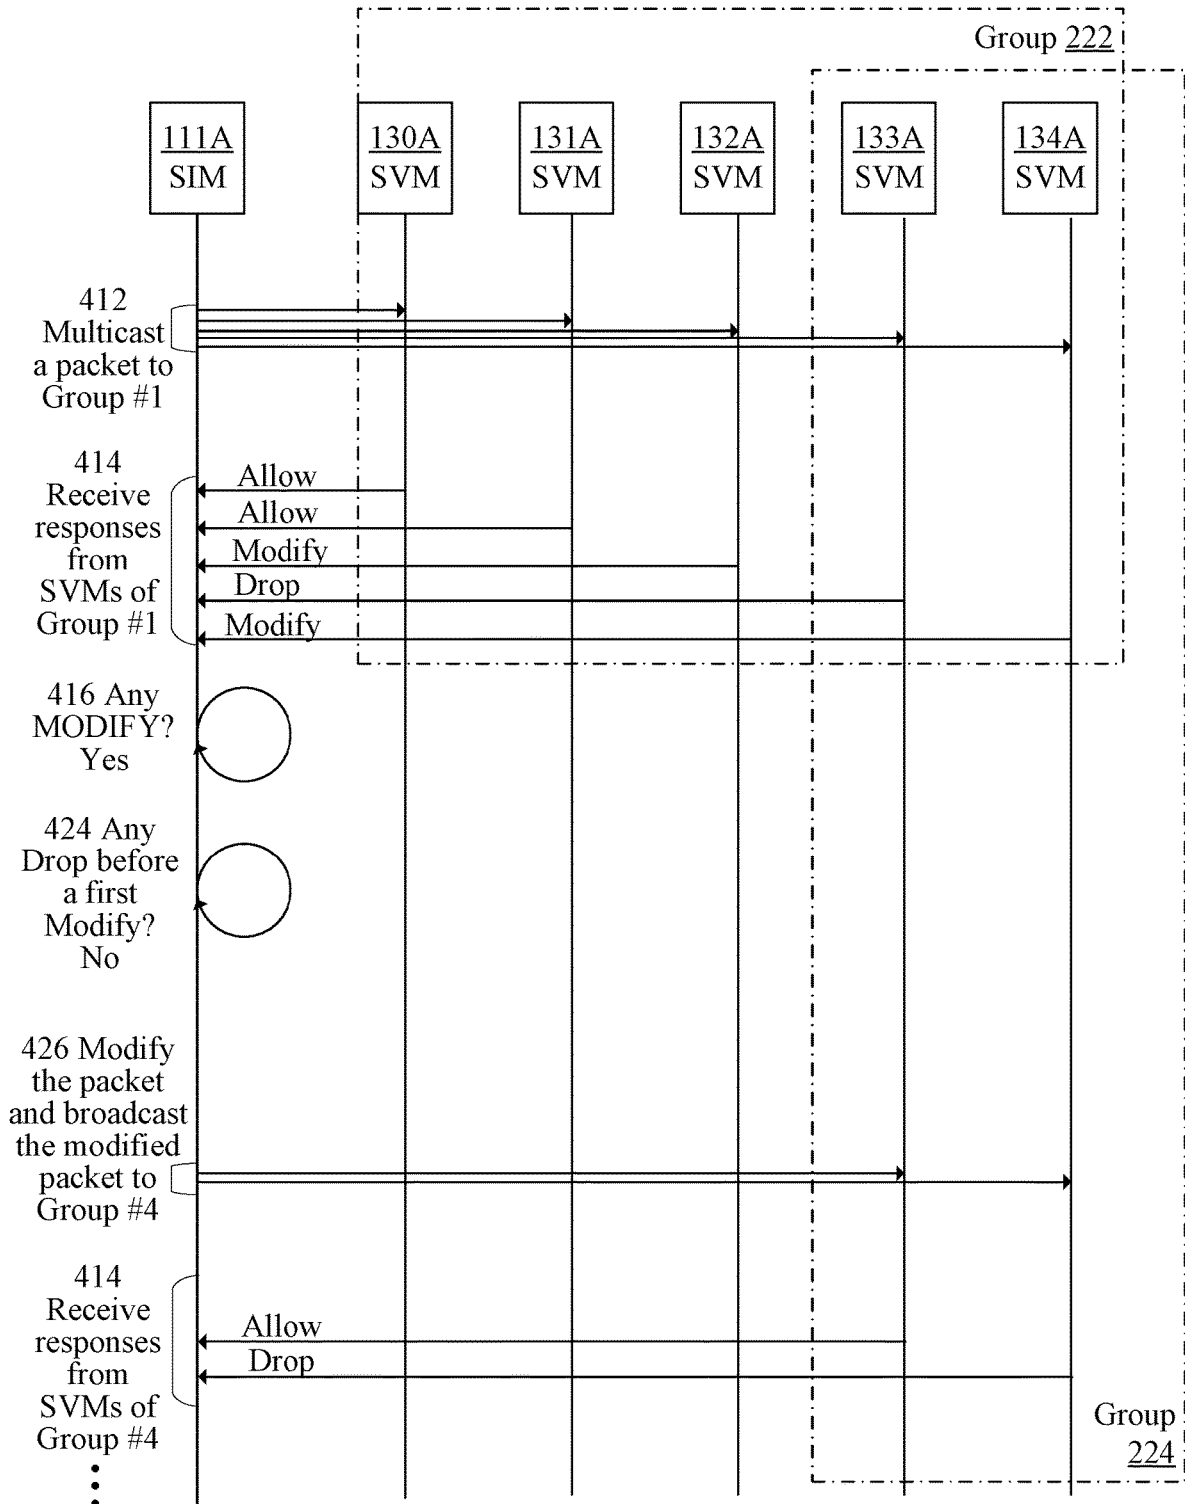 Group 222
111A
SIM
130A
SVM
131A
SVM
132A
SVM
133A
SVM
134A
SVM
412
Multicast
a packet to
Group #1
414
Receive
responses
from
SVMs of
Group #1
Allow
Allow
Modify
Drop
Modify
416 Any
MODIFY?
Yes
424 Any
Drop before
a first
Modify?
No
426 Modify
the packet
and broadcast
the modified
packet to
Group #4
414
Receive
responses
from
SVMs of
Group #4
Allow
Drop
Group
224